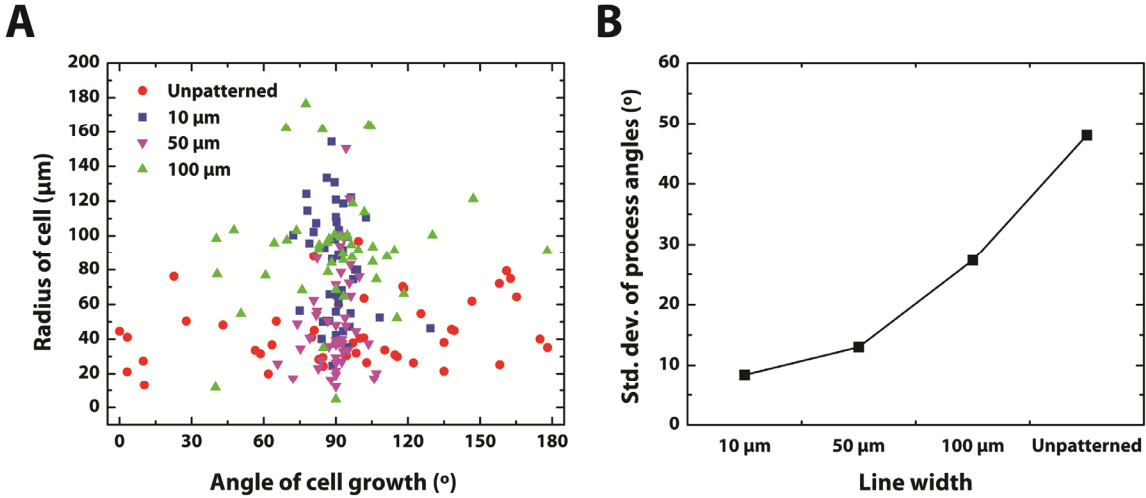 A
200
180
160
140
120
100
80
60
40
20
0
Radius of cell (µm)
Unpatterned
10 µm
50 µm
100 µm
0 30 60 90 120 150 180
Angle of cell growth (º)
B
60
50
40
30
20
10
0
Std. dev. of process angles (º)
10 µm 50 µm 100 µm Unpatterned
Line width